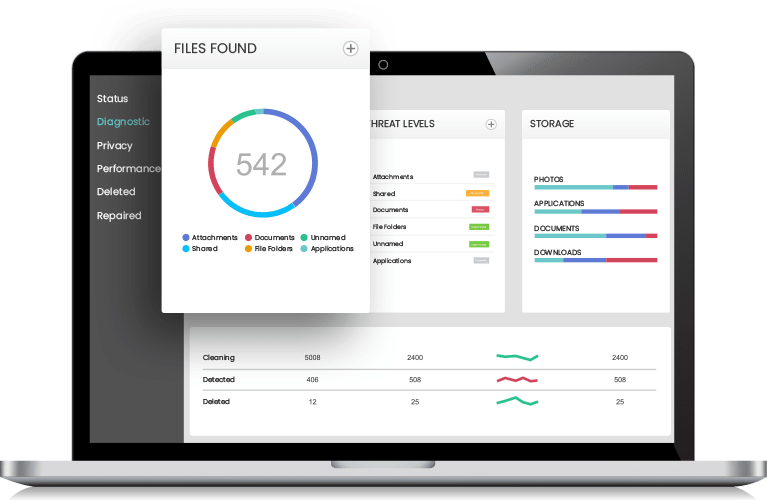 FILES FOUND
542
Attachments Documents Unnamed
Shared File Folders Applications
Status
Diagnostic
Privacy
Performance
Deleted
Repaired
HREAT LEVELS
Attachments
Shared
Documents
File Folders
Unnamed
Applications
STORAGE
PHOTOS
APPLICATIONS
DOCUMENTS
DOWNLOADS
Cleaning 5008 2400 2400
Detected 406 508 508
Deleted 12 25 25